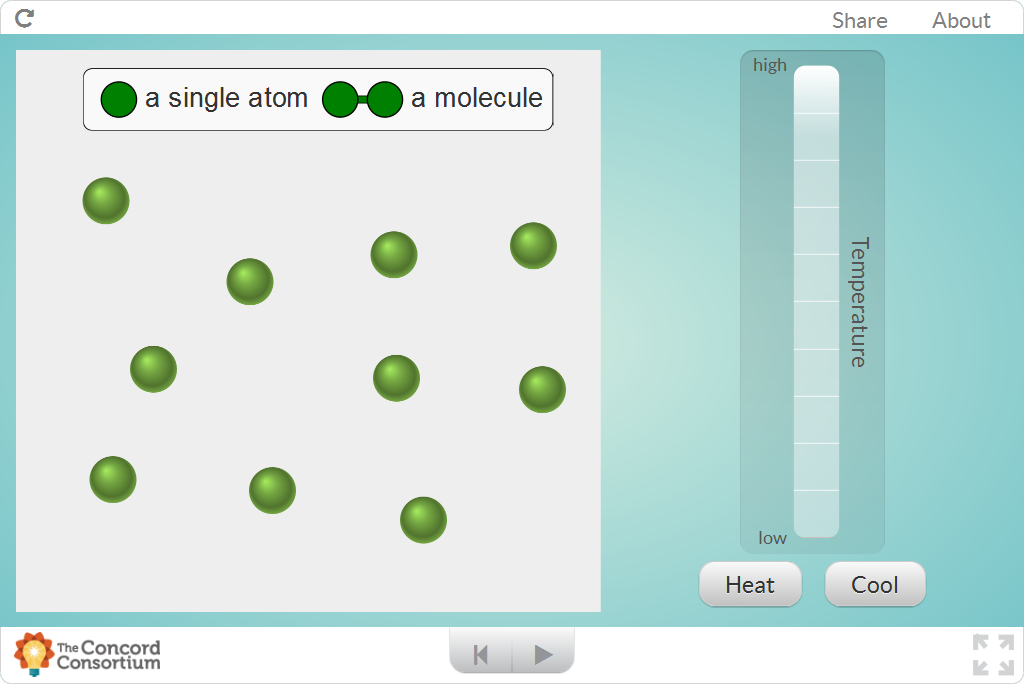 Share About
a single atom a molecule
high
Temperature
low
Heat Cool
The Concord
Consortium